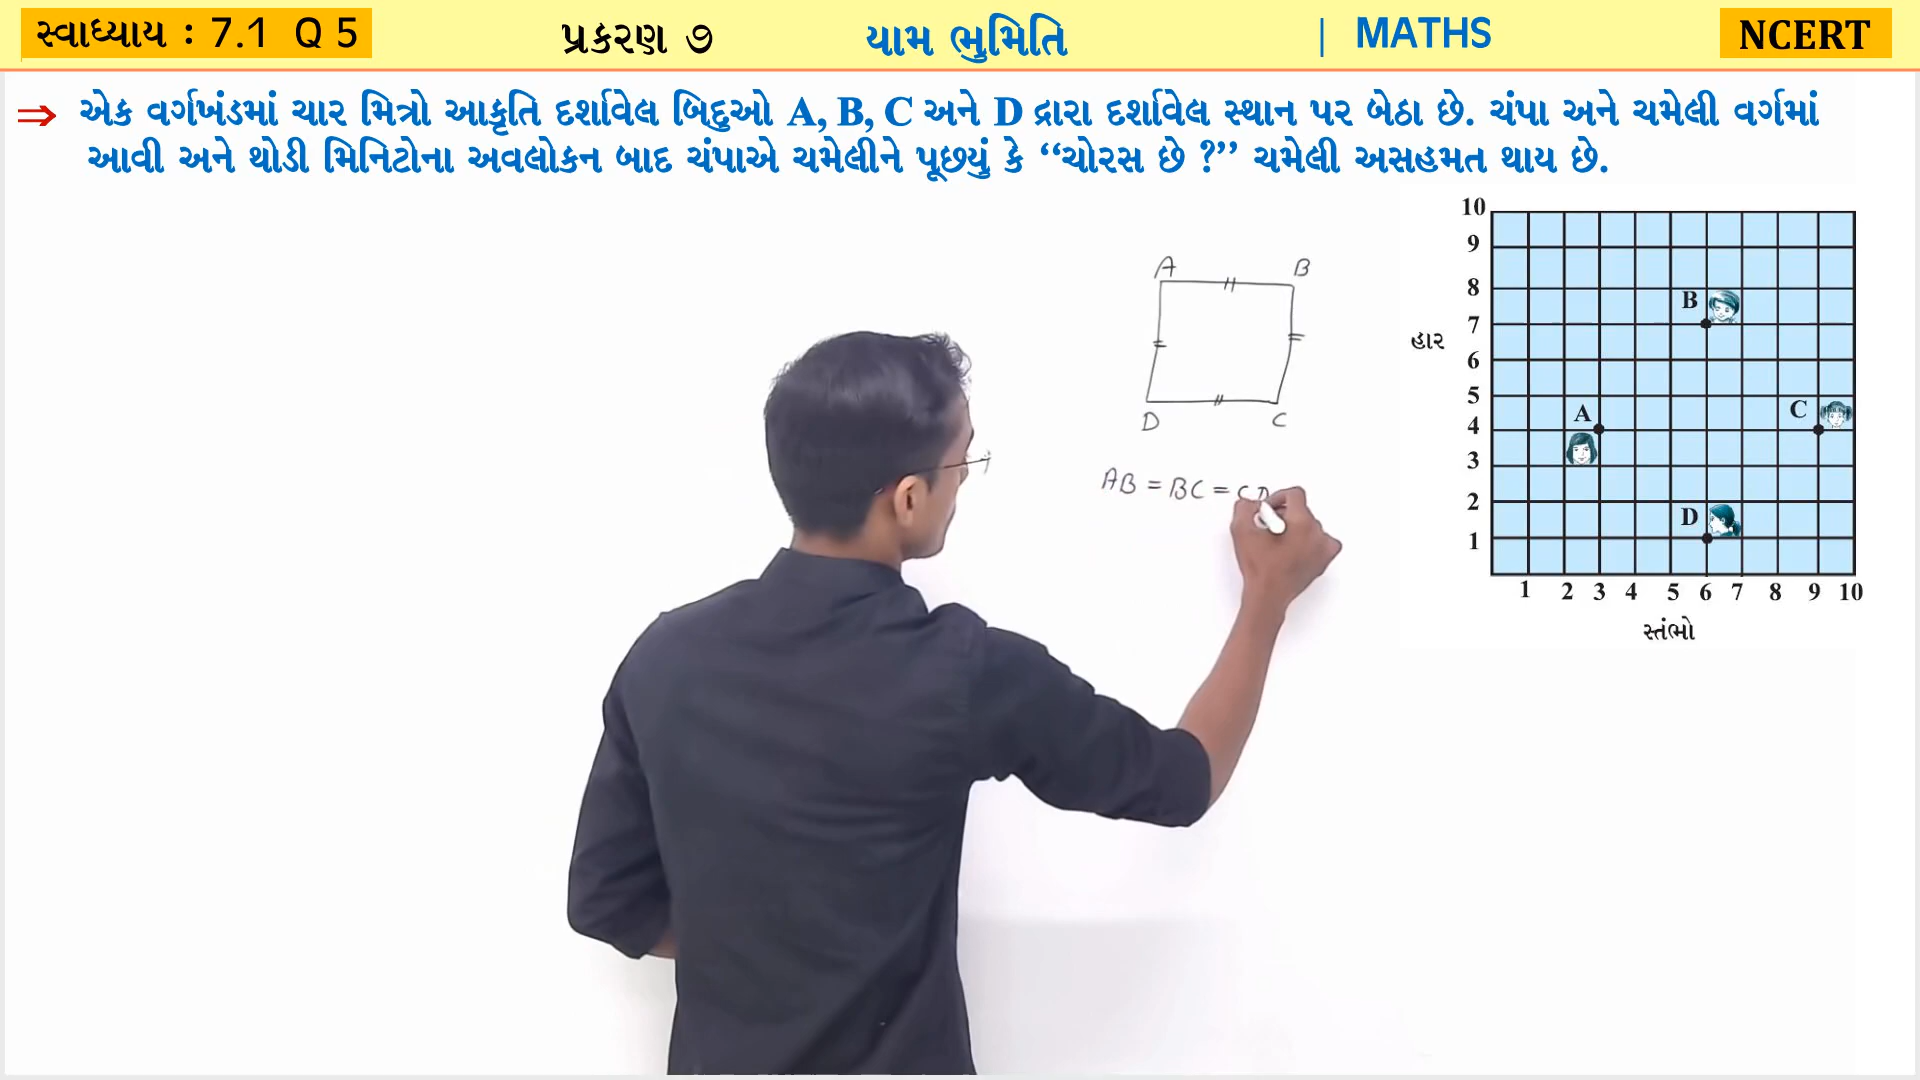 સ્વાધ્યાય : 7.1 Q 5
પ્રકરણ ૭
યામ ભુમિતિ
| MATHS
NCERT
⇒ એક વર્ગખંડમાં ચાર મિત્રો આકૃતિ દર્શાવેલ બિદુઓ A, B, C અને D દ્રારા દર્શાવેલ સ્થાન પર બેઠા છે. ચંપા અને ચમેલી વર્ગમાં
આવી અને થોડી મિનિટોના અવલોકન બાદ ચંપાએ ચમેલીને પૂછયું કે “ચોરસ છે ?” ચમેલી અસહમત થાય છે.
A B
D C
AB = BC = CD
10
9
8
B
7
હાર
6
5
A C
4
3
2
D
1
1 2 3 4 5 6 7 8 9 10
સ્તંભો